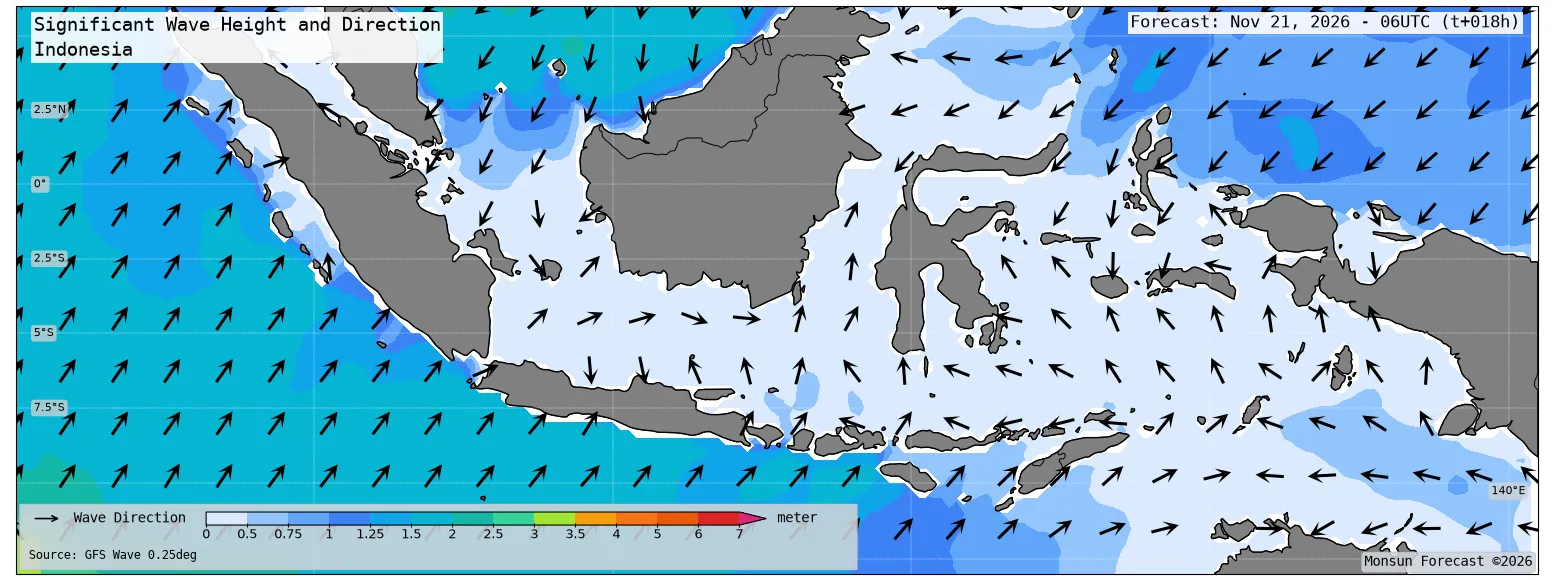 Significant Wave Height and Direction
Indonesia
Forecast: Nov 21, 2026 - 06UTC (t+018h)
2.5°N
0°
2.5°S
5°S
7.5°S
140°E
Wave Direction
meter
0 0.5 0.75 1 1.25 1.5 2 2.5 3 3.5 4 5 6 7
Source: GFS Wave 0.25deg
Monsun Forecast ©2026